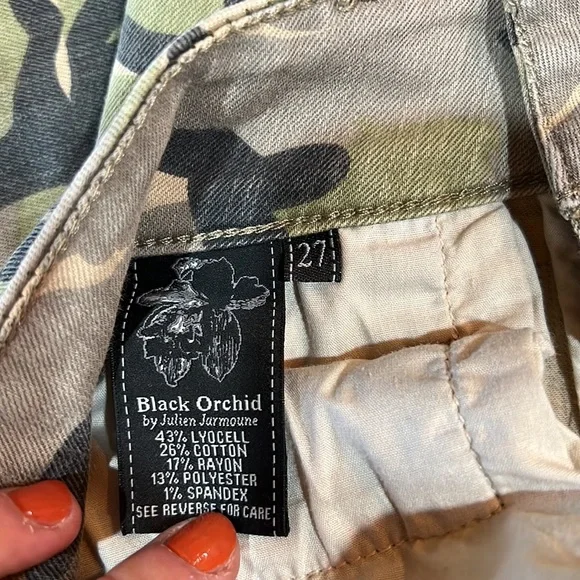 27
Black Orchid
by Julien Jarmoune
43% LYOCELL
26% COTTON
17% RAYON
13% POLYESTER
1% SPANDEX
SEE REVERSE FOR CARE